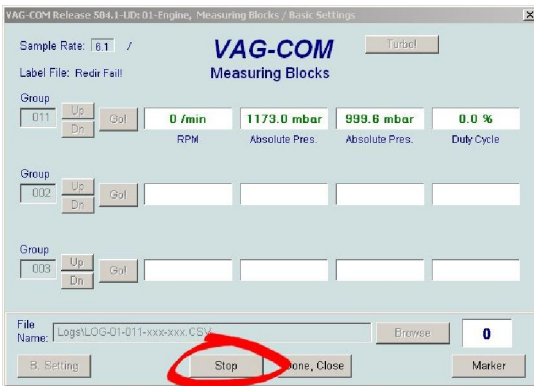 VAG-COM Release 504.1-UD: 01-Engine, Measuring Blocks / Basic Settings
Sample Rate: 6.1 /
VAG-COM
Turbo!
Label File: Redir Fail!
Measuring Blocks
Group
011 Up Dn Go! 0 /min 1173.0 mbar 999.6 mbar 0.0 %
RPM Absolute Pres. Absolute Pres. Duty Cycle
Group
002 Up Dn Go!
Group
003 Up Dn Go!
File Name: Logs\LOG-01-011-xxx-xxx.CSV Browse 0
B. Setting Stop Done, Close Marker